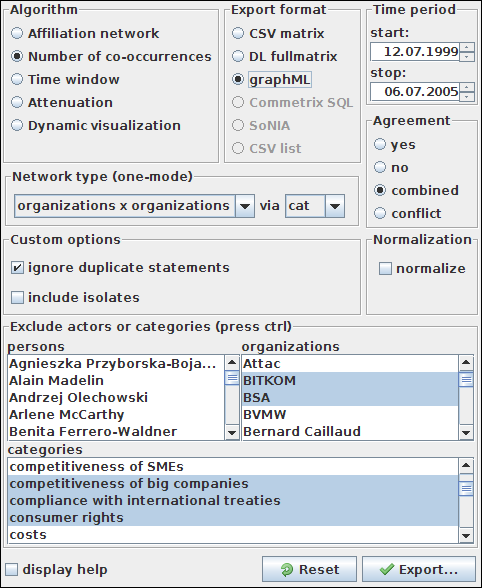 Algorithm
Affiliation network
Number of co-occurrences
Time window
Attenuation
Dynamic visualization
Export format
CSV matrix
DL fullmatrix
graphML
Commetrix SQL
SoNIA
CSV list
Time period
start:
12.07.1999
stop:
06.07.2005
Agreement
yes
no
combined
conflict
Network type (one-mode)
organizations x organizations via cat
Custom options
ignore duplicate statements
include isolates
Normalization
normalize
Exclude actors or categories (press ctrl)
persons
Agnieszka Przyborska-Boja...
Alain Madelin
Andrzej Olechowski
Arlene McCarthy
Benita Ferrero-Waldner
organizations
Attac
BITKOM
BSA
BVMW
Bernard Caillaud
categories
competitiveness of SMEs
competitiveness of big companies
compliance with international treaties
consumer rights
costs
display help
Reset
Export...